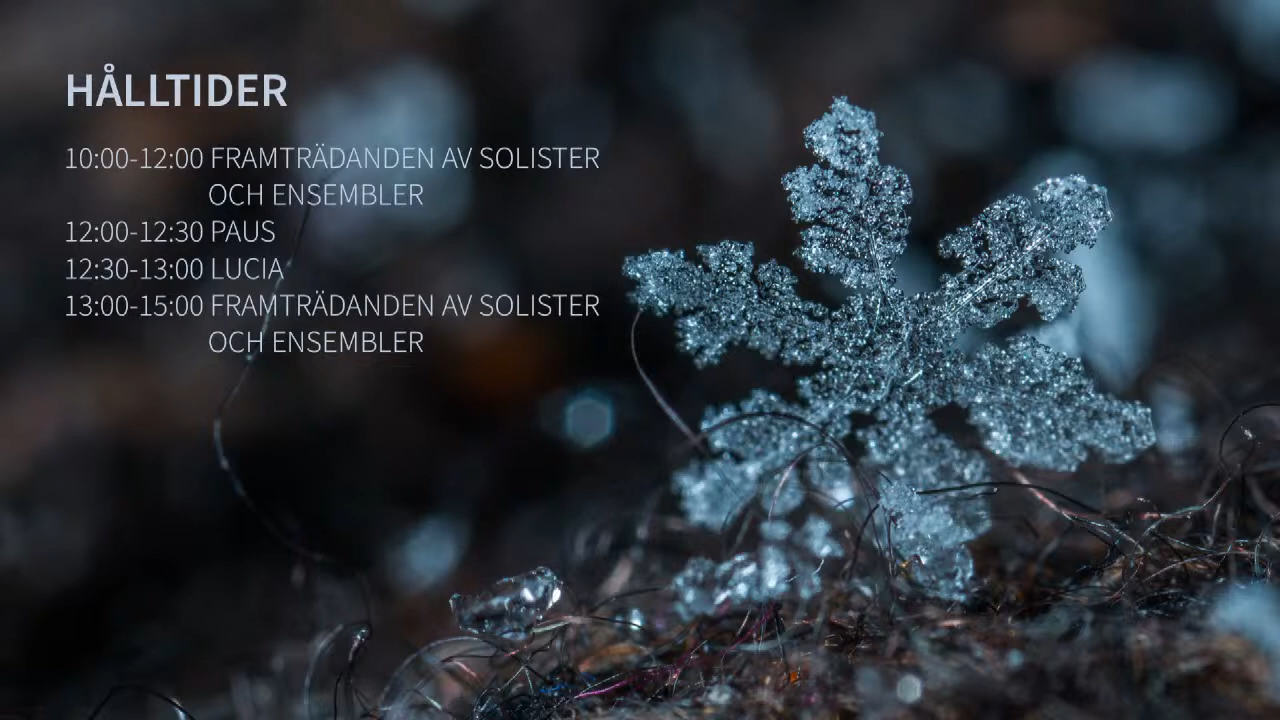 HÅLLTIDER
10:00-12:00 FRAMTRÄDANDEN AV SOLISTER
OCH ENSEMBLER
12:00-12:30 PAUS
12:30-13:00 LUCIA
13:00-15:00 FRAMTRÄDANDEN AV SOLISTER
OCH ENSEMBLER